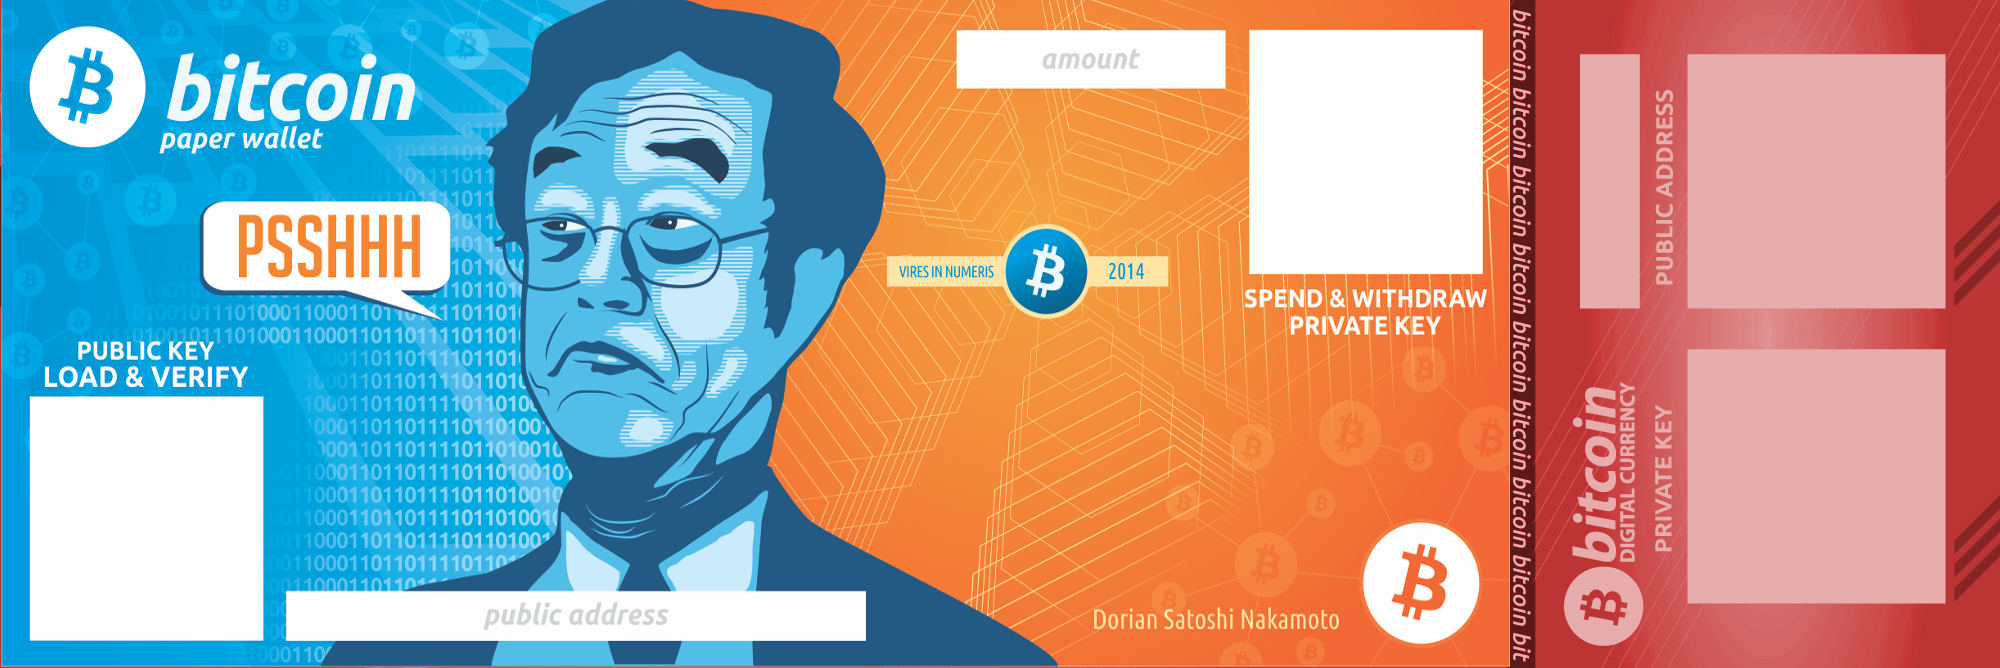 bitcoin
paper wallet
PSSHHH
PUBLIC KEY
LOAD & VERIFY
public address
amount
VIRES IN NUMERIS
2014
SPEND & WITHDRAW
PRIVATE KEY
Dorian Satoshi Nakamoto
bitcoin bitcoin bitcoin bitcoin bitcoin bitcoin bitcoin bitcoin bit
PUBLIC ADDRESS
PRIVATE KEY
bitcoin
DIGITAL CURRENCY